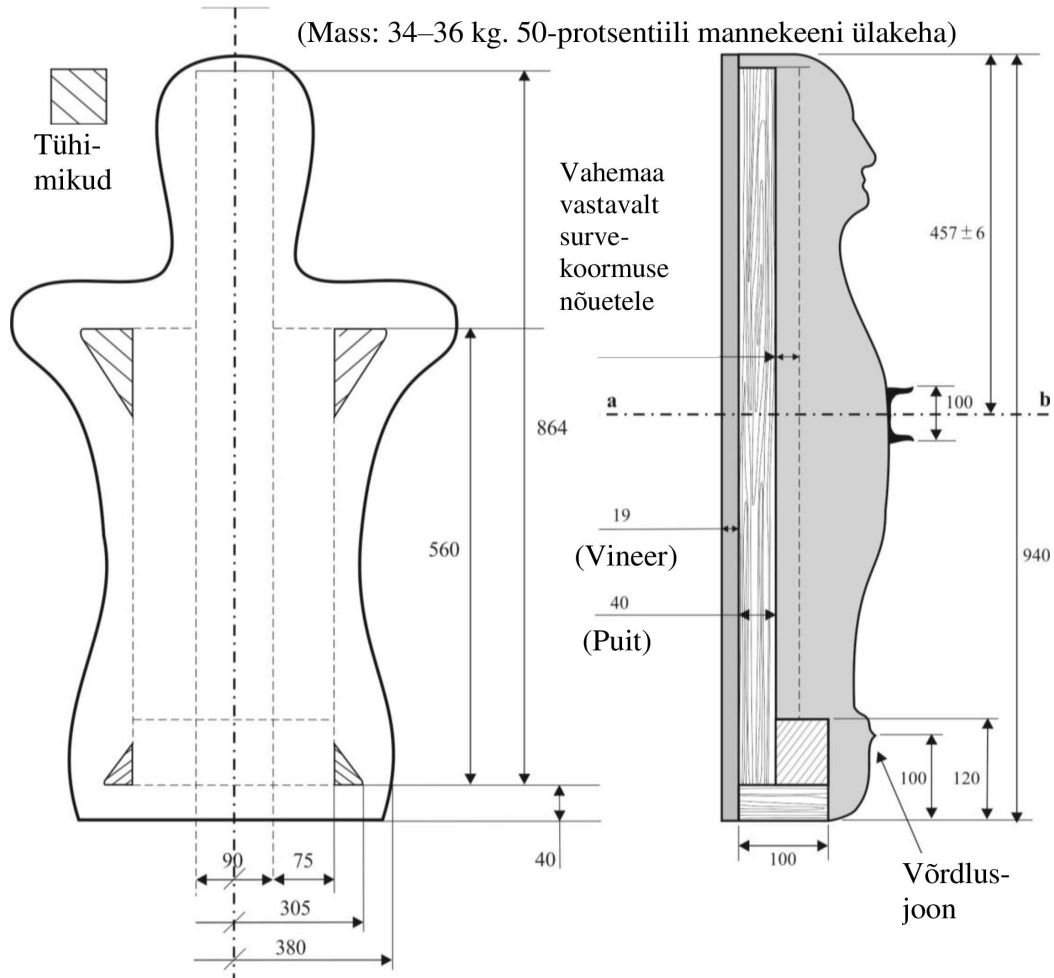 (Mass: 34–36 kg. 50-protsentiili mannekeeni ülakeha)
Tühi-
mikud
Vahemaa
vastavalt
surve-
koormuse
nõuetele
457±6
a
b
100
864
19
(Vineer)
560
940
40
(Puit)
100
120
90
75
40
100
305
380
Võrdlus-
joon